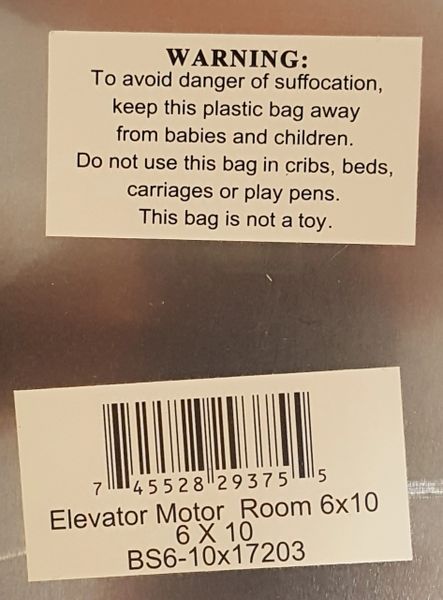 WARNING:
To avoid danger of suffocation,
keep this plastic bag away
from babies and children.
Do not use this bag in cribs, beds,
carriages or play pens.
This bag is not a toy.
7 45528 29375 5
Elevator Motor Room 6x10
6 X 10
BS6-10x17203